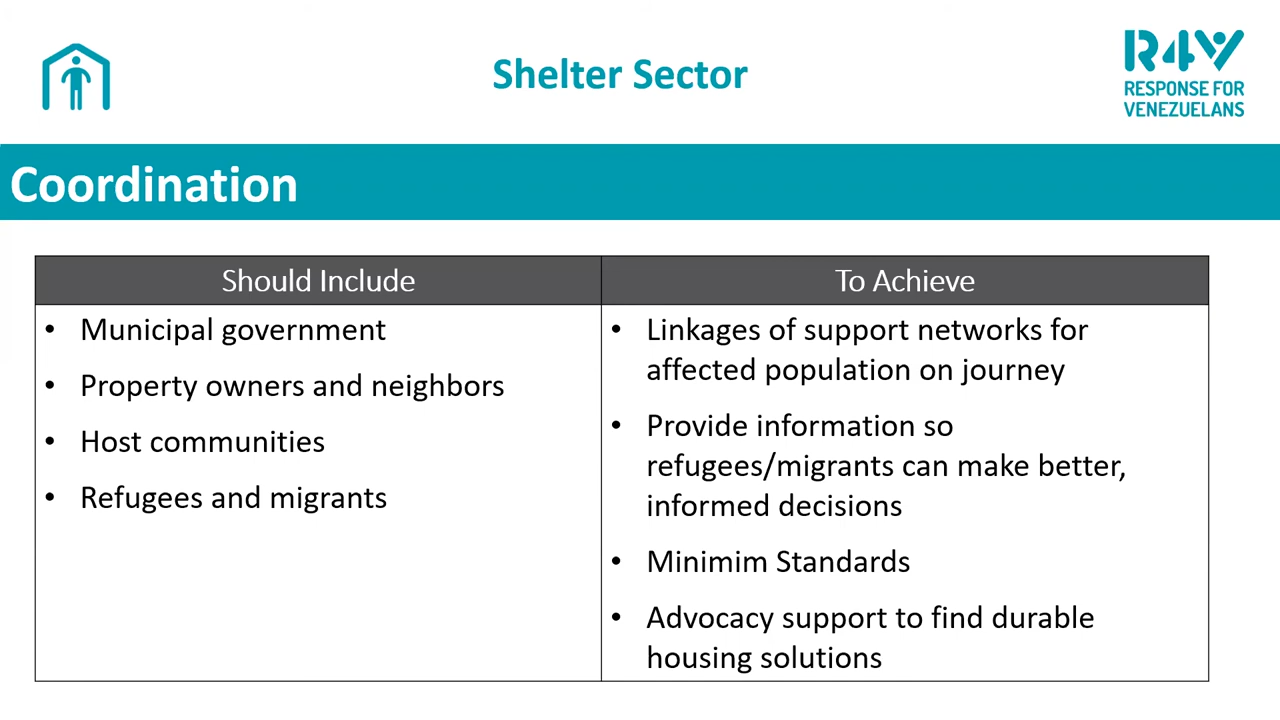 Shelter Sector
R4V
RESPONSE FOR
VENEZUELANS
Coordination
Should Include
To Achieve
• Municipal government
• Property owners and neighbors
• Host communities
• Refugees and migrants
• Linkages of support networks for
affected population on journey
• Provide information so
refugees/migrants can make better,
informed decisions
• Minimim Standards
• Advocacy support to find durable
housing solutions